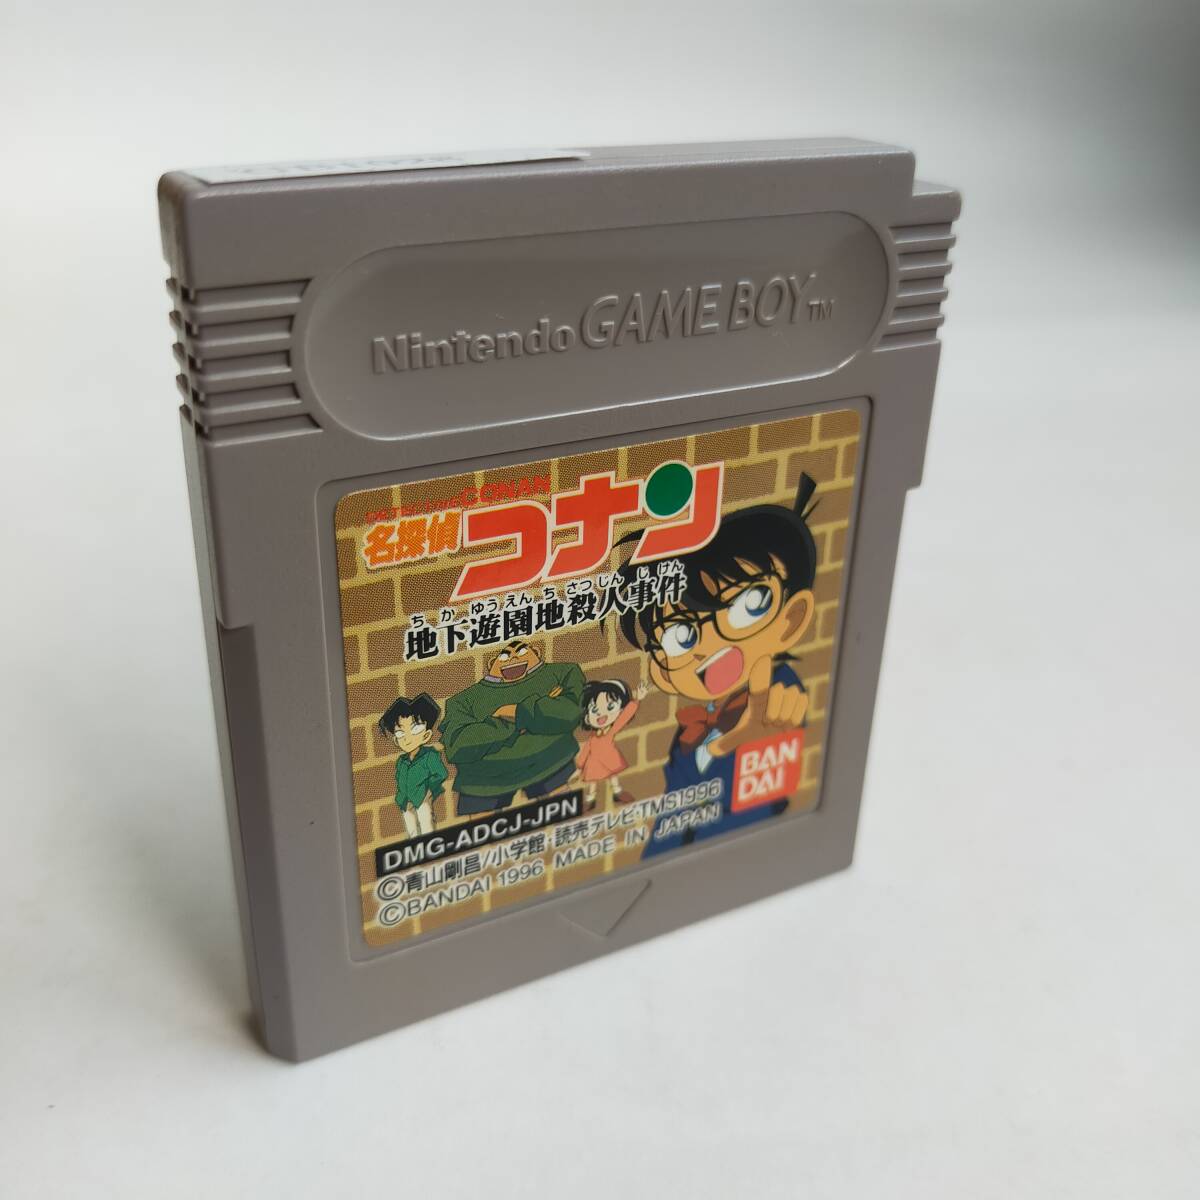 Nintendo GAME BOY™
DETECTIVE CONAN
名探偵
コナン
ちかゆうえんちさつじんじけん
地下遊園地殺人事件
BAN
DAI
DMG-ADCJ-JPN
©青山剛昌/小学館・読売テレビ・TMS1996
©BANDAI 1996 MADE IN JAPAN